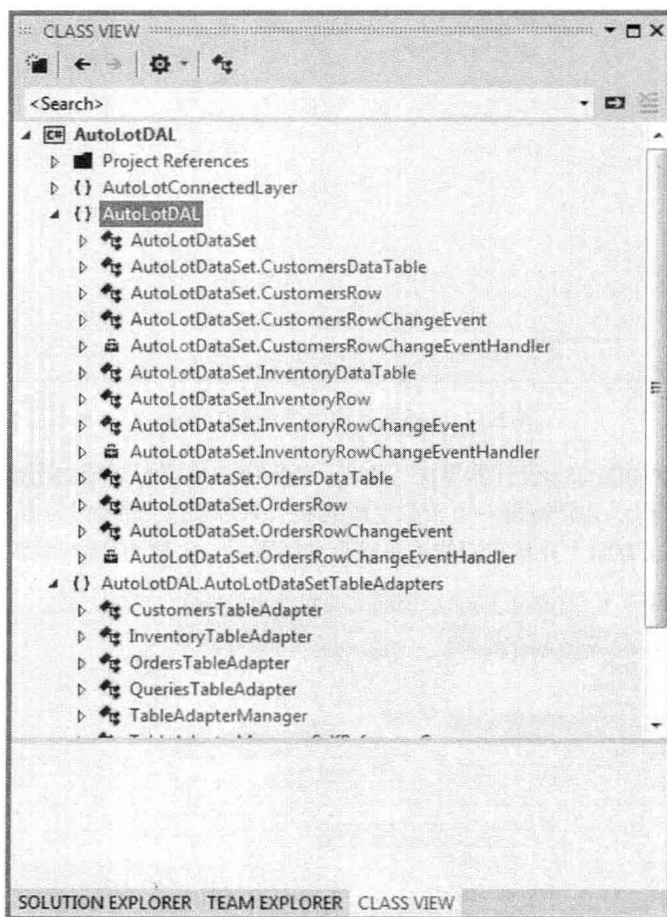 CLASS VIEW
<Search>
C# AutoLotDAL
Project References
{} AutoLotConnectedLayer
{} AutoLotDAL
AutoLotDataSet
AutoLotDataSet.CustomersDataTable
AutoLotDataSet.CustomersRow
AutoLotDataSet.CustomersRowChangeEvent
AutoLotDataSet.CustomersRowChangeEventHandler
AutoLotDataSet.InventoryDataTable
AutoLotDataSet.InventoryRow
AutoLotDataSet.InventoryRowChangeEvent
AutoLotDataSet.InventoryRowChangeEventHandler
AutoLotDataSet.OrdersDataTable
AutoLotDataSet.OrdersRow
AutoLotDataSet.OrdersRowChangeEvent
AutoLotDataSet.OrdersRowChangeEventHandler
{} AutoLotDAL.AutoLotDataSetTableAdapters
CustomersTableAdapter
InventoryTableAdapter
OrdersTableAdapter
QueriesTableAdapter
TableAdapterManager
SOLUTION EXPLORER TEAM EXPLORER CLASS VIEW